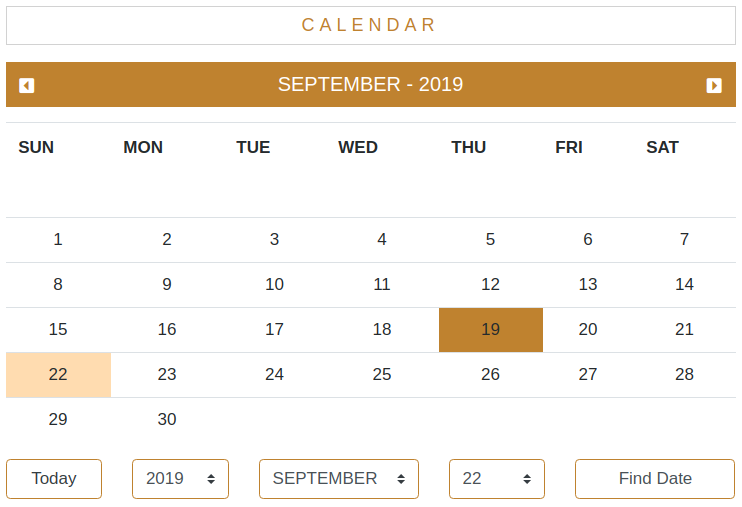 CALENDAR
SEPTEMBER - 2019
SUN MON TUE WED THU FRI SAT
1 2 3 4 5 6 7
8 9 10 11 12 13 14
15 16 17 18 19 20 21
22 23 24 25 26 27 28
29 30
Today 2019 SEPTEMBER 22 Find Date